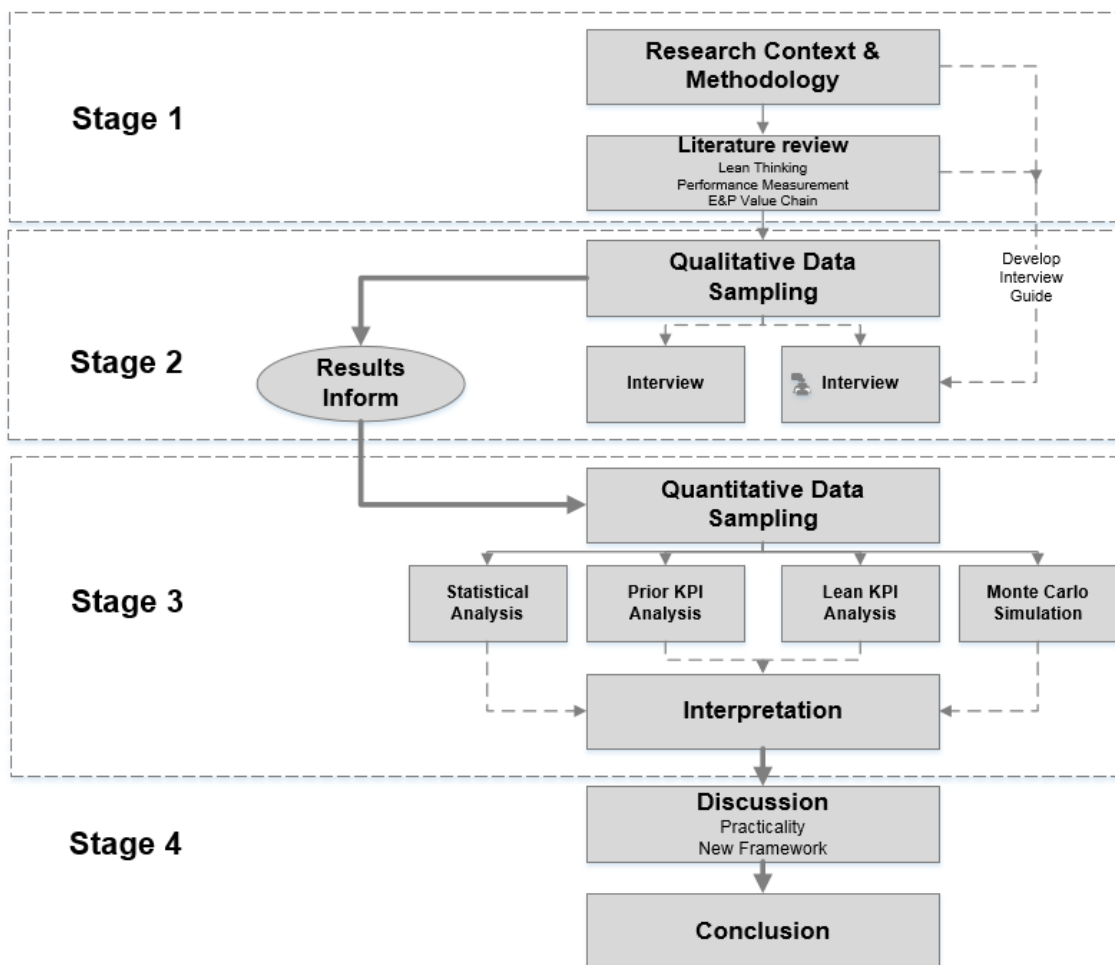 Stage 1
Research Context &
Methodology
Literature review
Lean Thinking
Performance Measurement
E&P Value Chain
Stage 2
Qualitative Data
Sampling
Develop
Interview
Guide
Results
Inform
Interview
Interview
Stage 3
Quantitative Data
Sampling
Statistical
Analysis
Prior KPI
Analysis
Lean KPI
Analysis
Monte Carlo
Simulation
Interpretation
Stage 4
Discussion
Practicality
New Framework
Conclusion